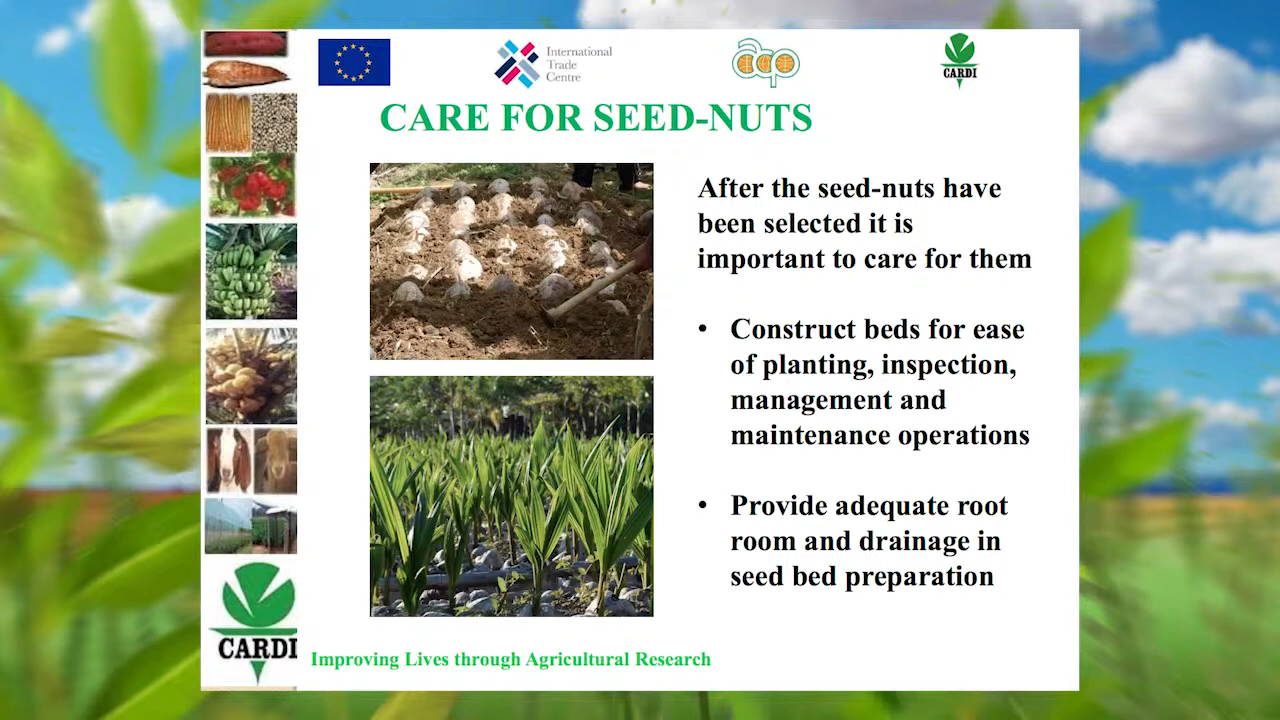 International
Trade
Centre
acp
CARDI
CARE FOR SEED-NUTS
After the seed-nuts have
been selected it is
important to care for them
• Construct beds for ease
of planting, inspection,
management and
maintenance operations
• Provide adequate root
room and drainage in
seed bed preparation
CARDI
Improving Lives through Agricultural Research